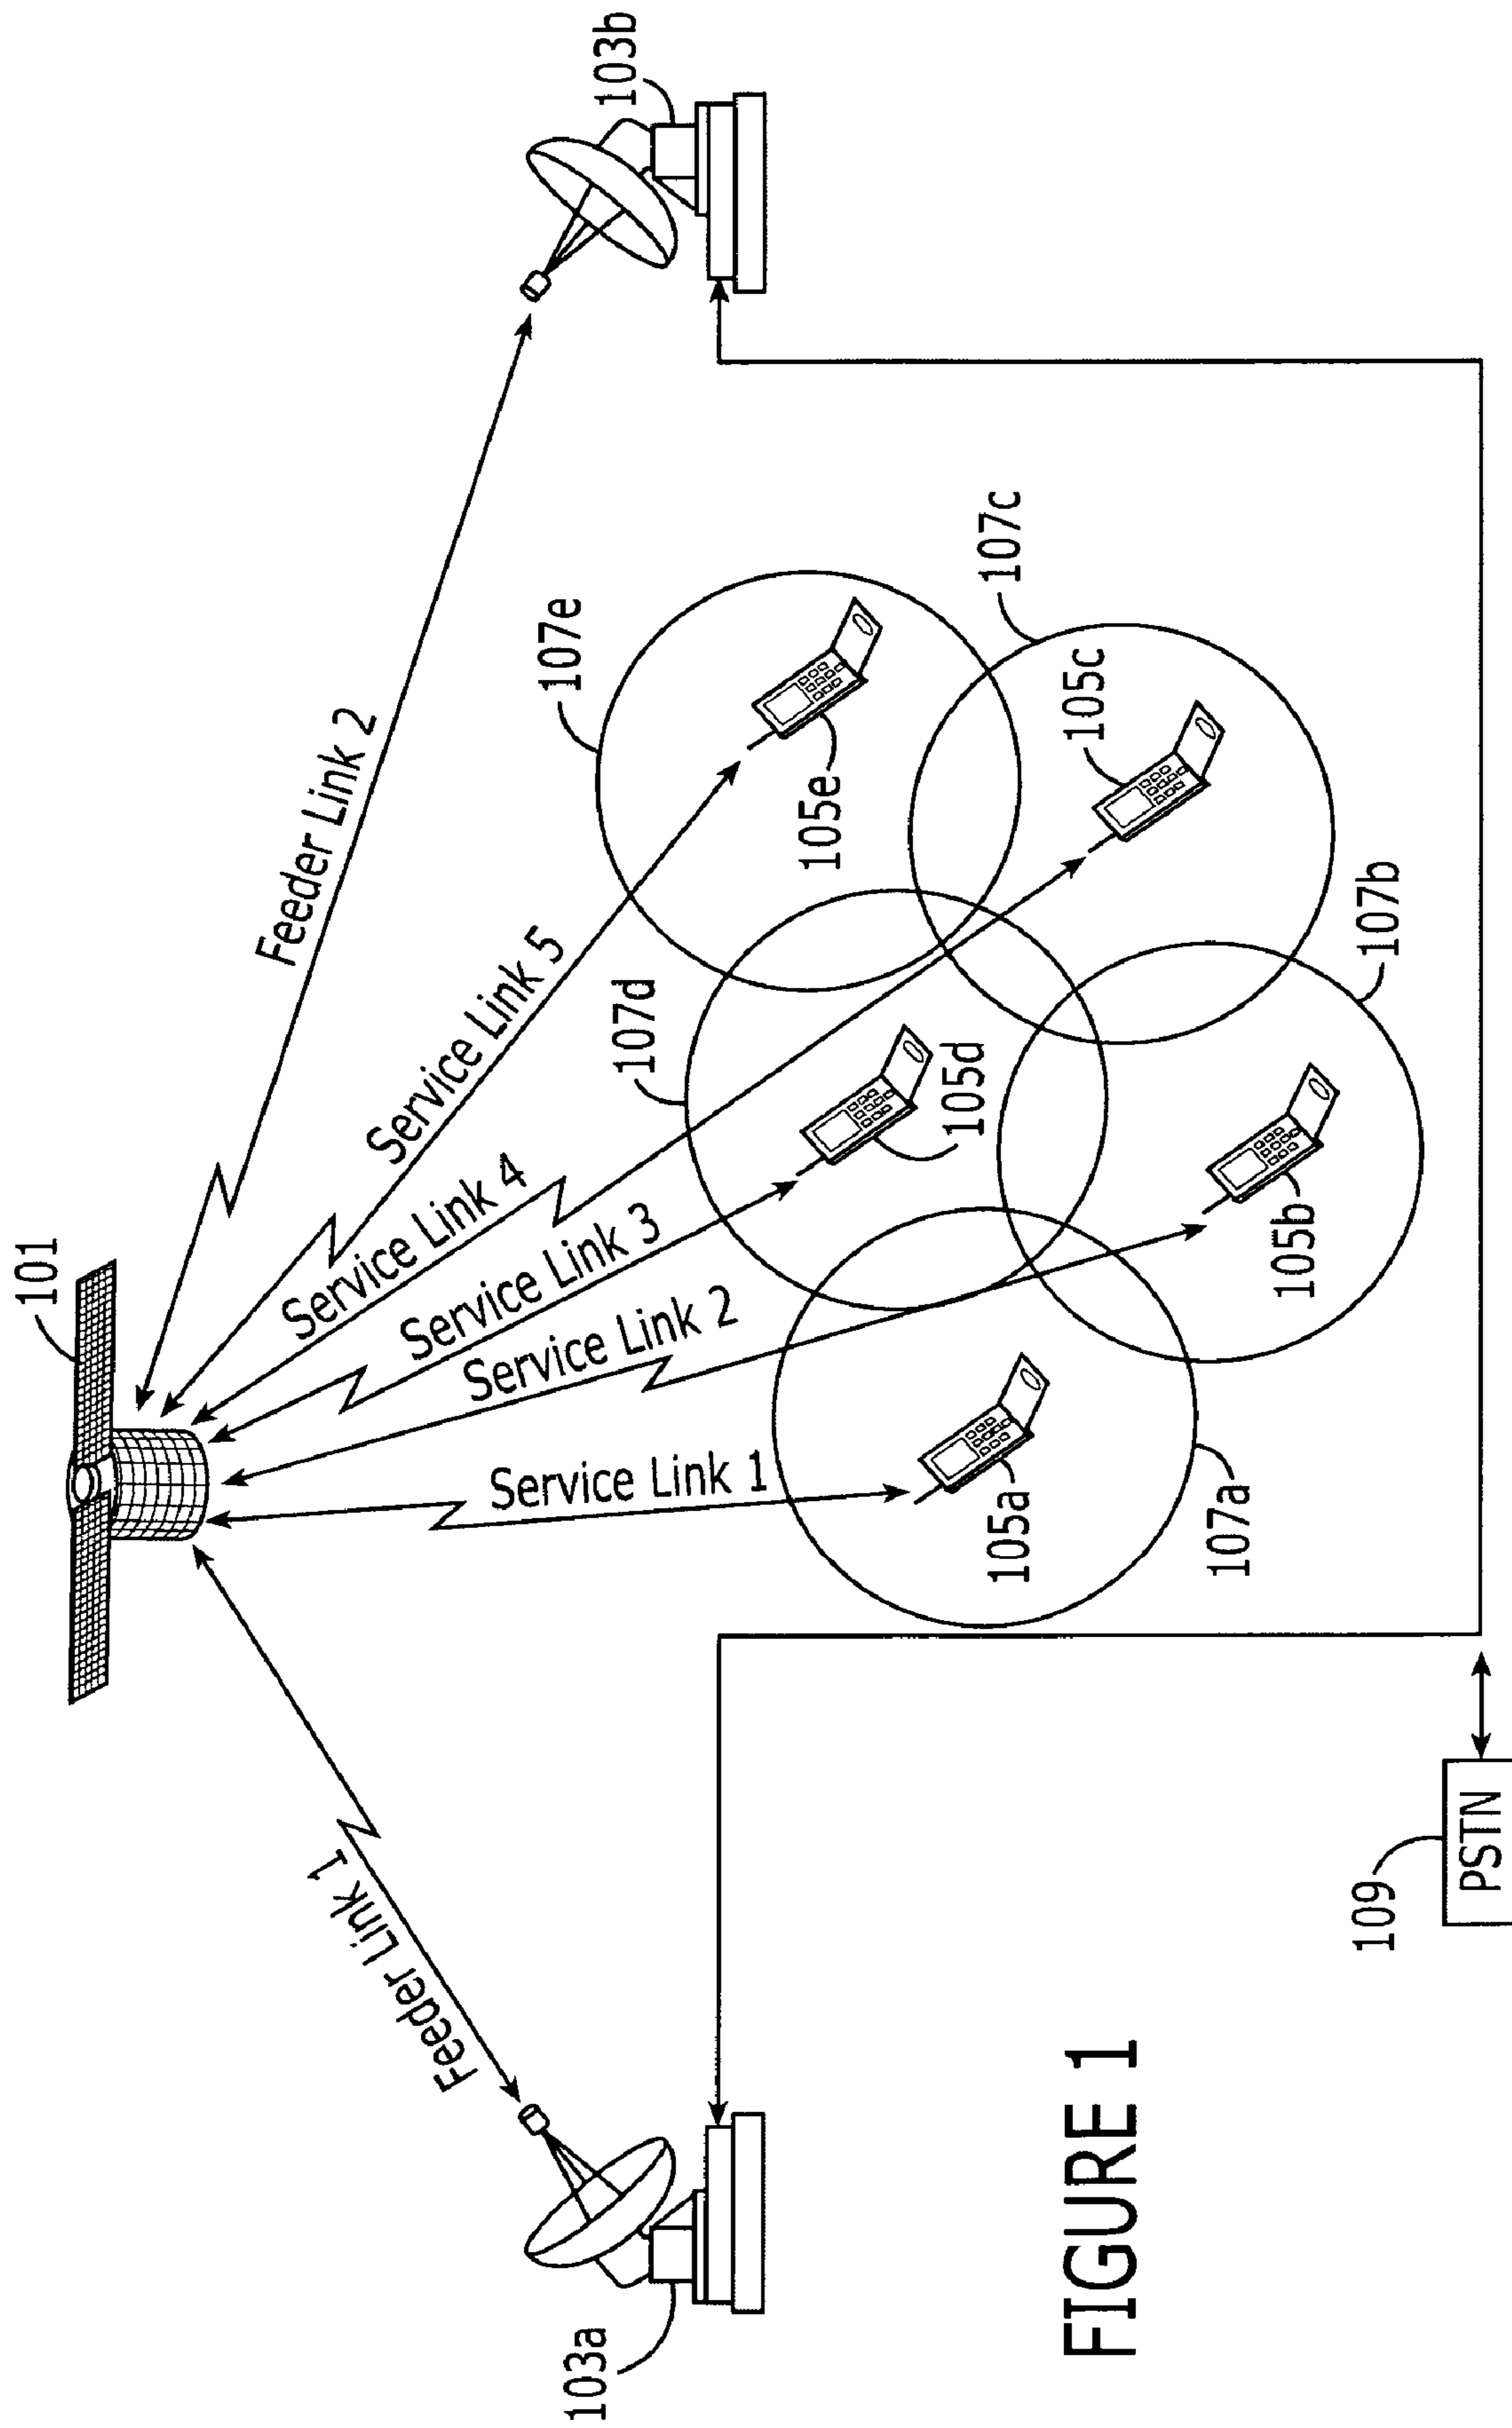 101
103b
Feeder Link 2
Service Link 5
Service Link 4
Service Link 3
Service Link 2
Service Link 1
Feeder Link 1
103a
107e
107d
107c
105e
105c
105d
107b
105b
105a
107a
109
PSTN
FIGURE 1